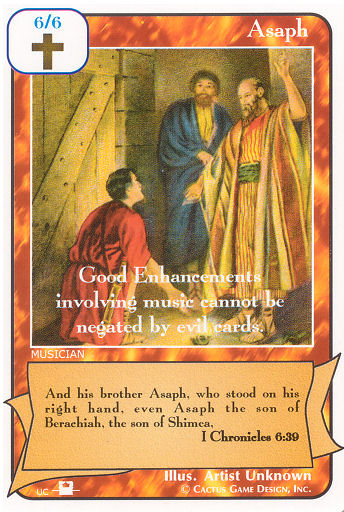 6/6
Asaph
Good Enhancements
involving music cannot be
negated by evil cards.
MUSICIAN
And his brother Asaph, who stood on his
right hand, even Asaph the son of
Berachiah, the son of Shimea,
I Chronicles 6:39
Illus. Artist Unknown
UC
© Cactus Game Design, Inc.